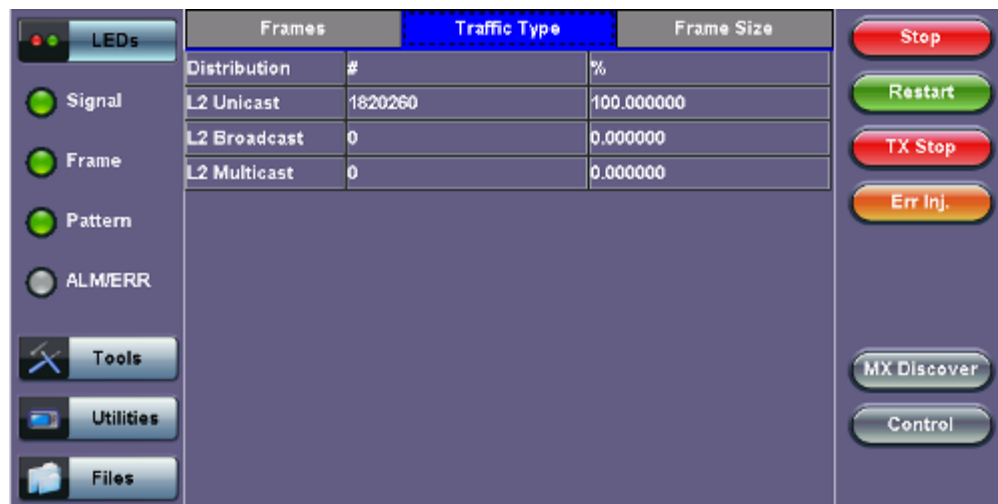 LEDs
Signal
Frame
Pattern
ALM/ERR
Tools
Utilities
Files
Frames Traffic Type Frame Size
Distribution # %
L2 Unicast 1820260 100.000000
L2 Broadcast 0 0.000000
L2 Multicast 0 0.000000
Stop
Restart
TX Stop
Err Inj.
MX Discover
Control